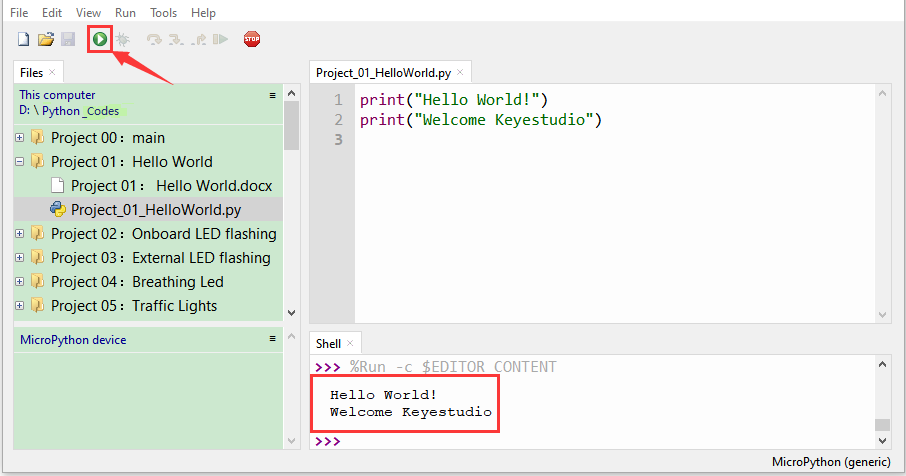 File Edit View Run Tools Help
STOP
Files ×
This computer
D: \ Python _Codes
Project 00：main
Project 01：Hello World
Project 01： Hello World.docx
Project_01_HelloWorld.py
Project 02：Onboard LED flashing
Project 03：External LED flashing
Project 04：Breathing Led
Project 05：Traffic Lights
MicroPython device
Project_01_HelloWorld.py ×
1 print("Hello World!")
2 print("Welcome Keyestudio")
3
Shell ×
>>> %Run -c $EDITOR_CONTENT
Hello World!
Welcome Keyestudio
>>>
MicroPython (generic)